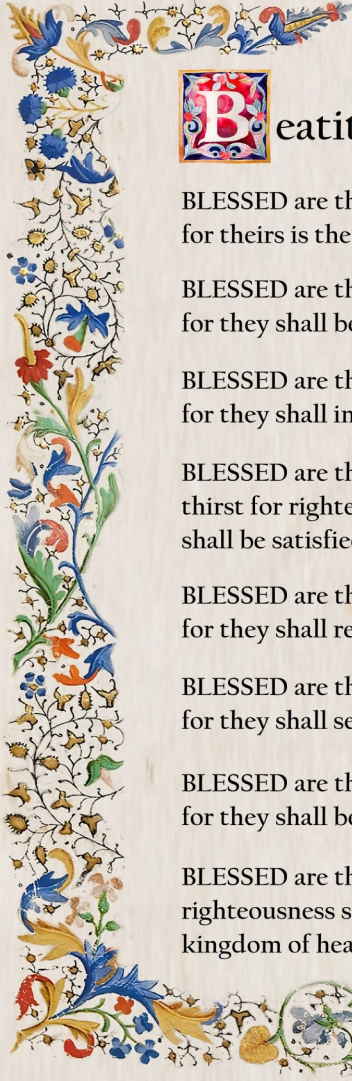 Beatit
BLESSED are th
for theirs is the
BLESSED are th
for they shall be
BLESSED are th
for they shall in
BLESSED are th
thirst for righte
shall be satisfie
BLESSED are th
for they shall re
BLESSED are th
for they shall se
BLESSED are th
for they shall be
BLESSED are th
righteousness s
kingdom of hea